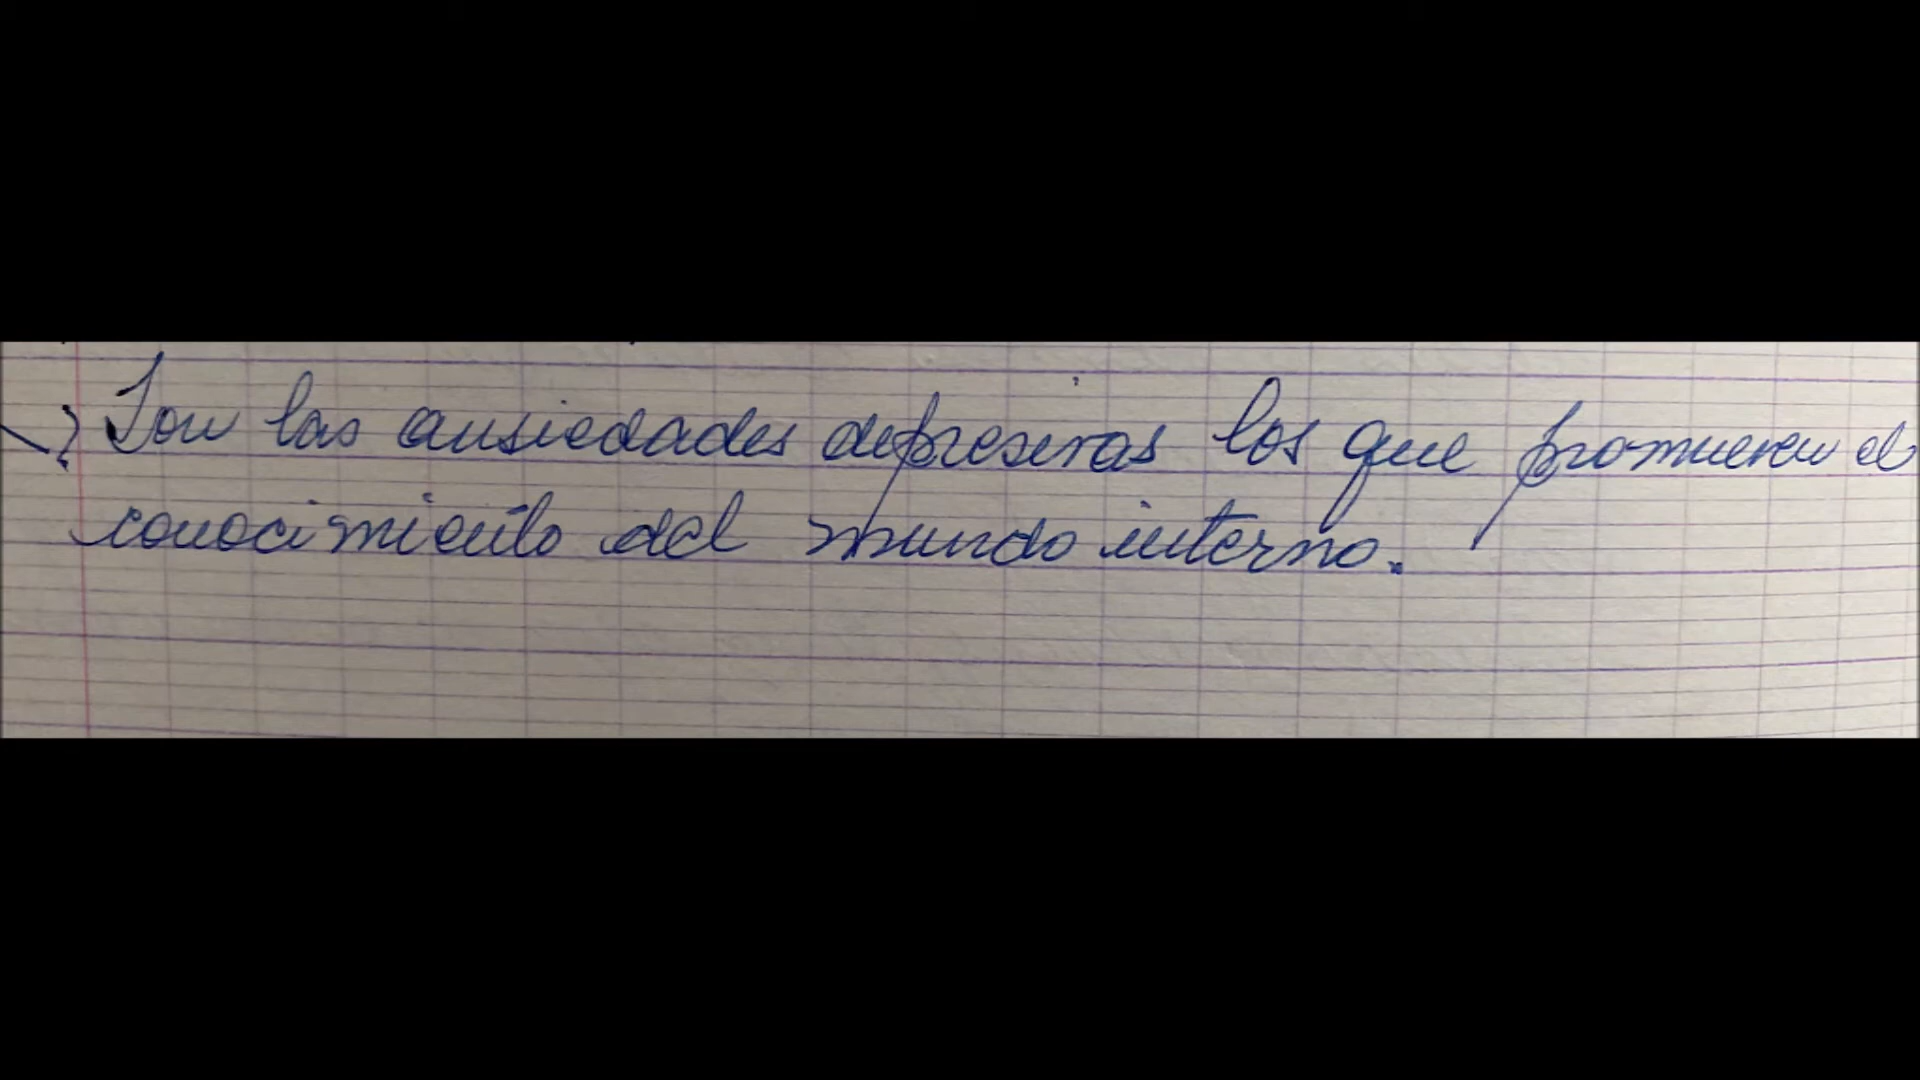 Son las ansiedades depresivas los que promueven el
conocimiento del mundo interno.